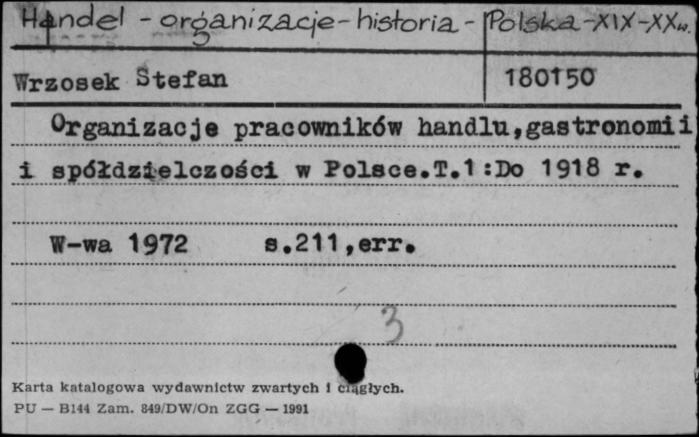 Handel - organizacje - historia - Polska - XIX - XX w.
Wrzosek Stefan 180150
Organizacje pracowników handlu,gastronomii
i spółdzielczości w Polsce.T.1:Do 1918 r.
W-wa 1972 s.211,err.
3
Karta katalogowa wydawnictw zwartych i ciągłych.
PU — B144 Zam. 849/DW/On ZGG — 1991